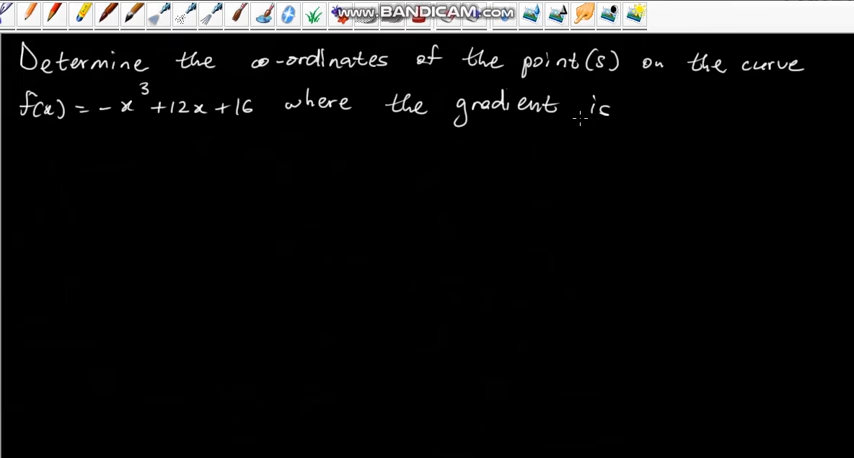 www.BANDICAM.com
Determine the co-ordinates of the point(s) on the curve
f(x) = -x³ + 12x + 16 where the gradient is